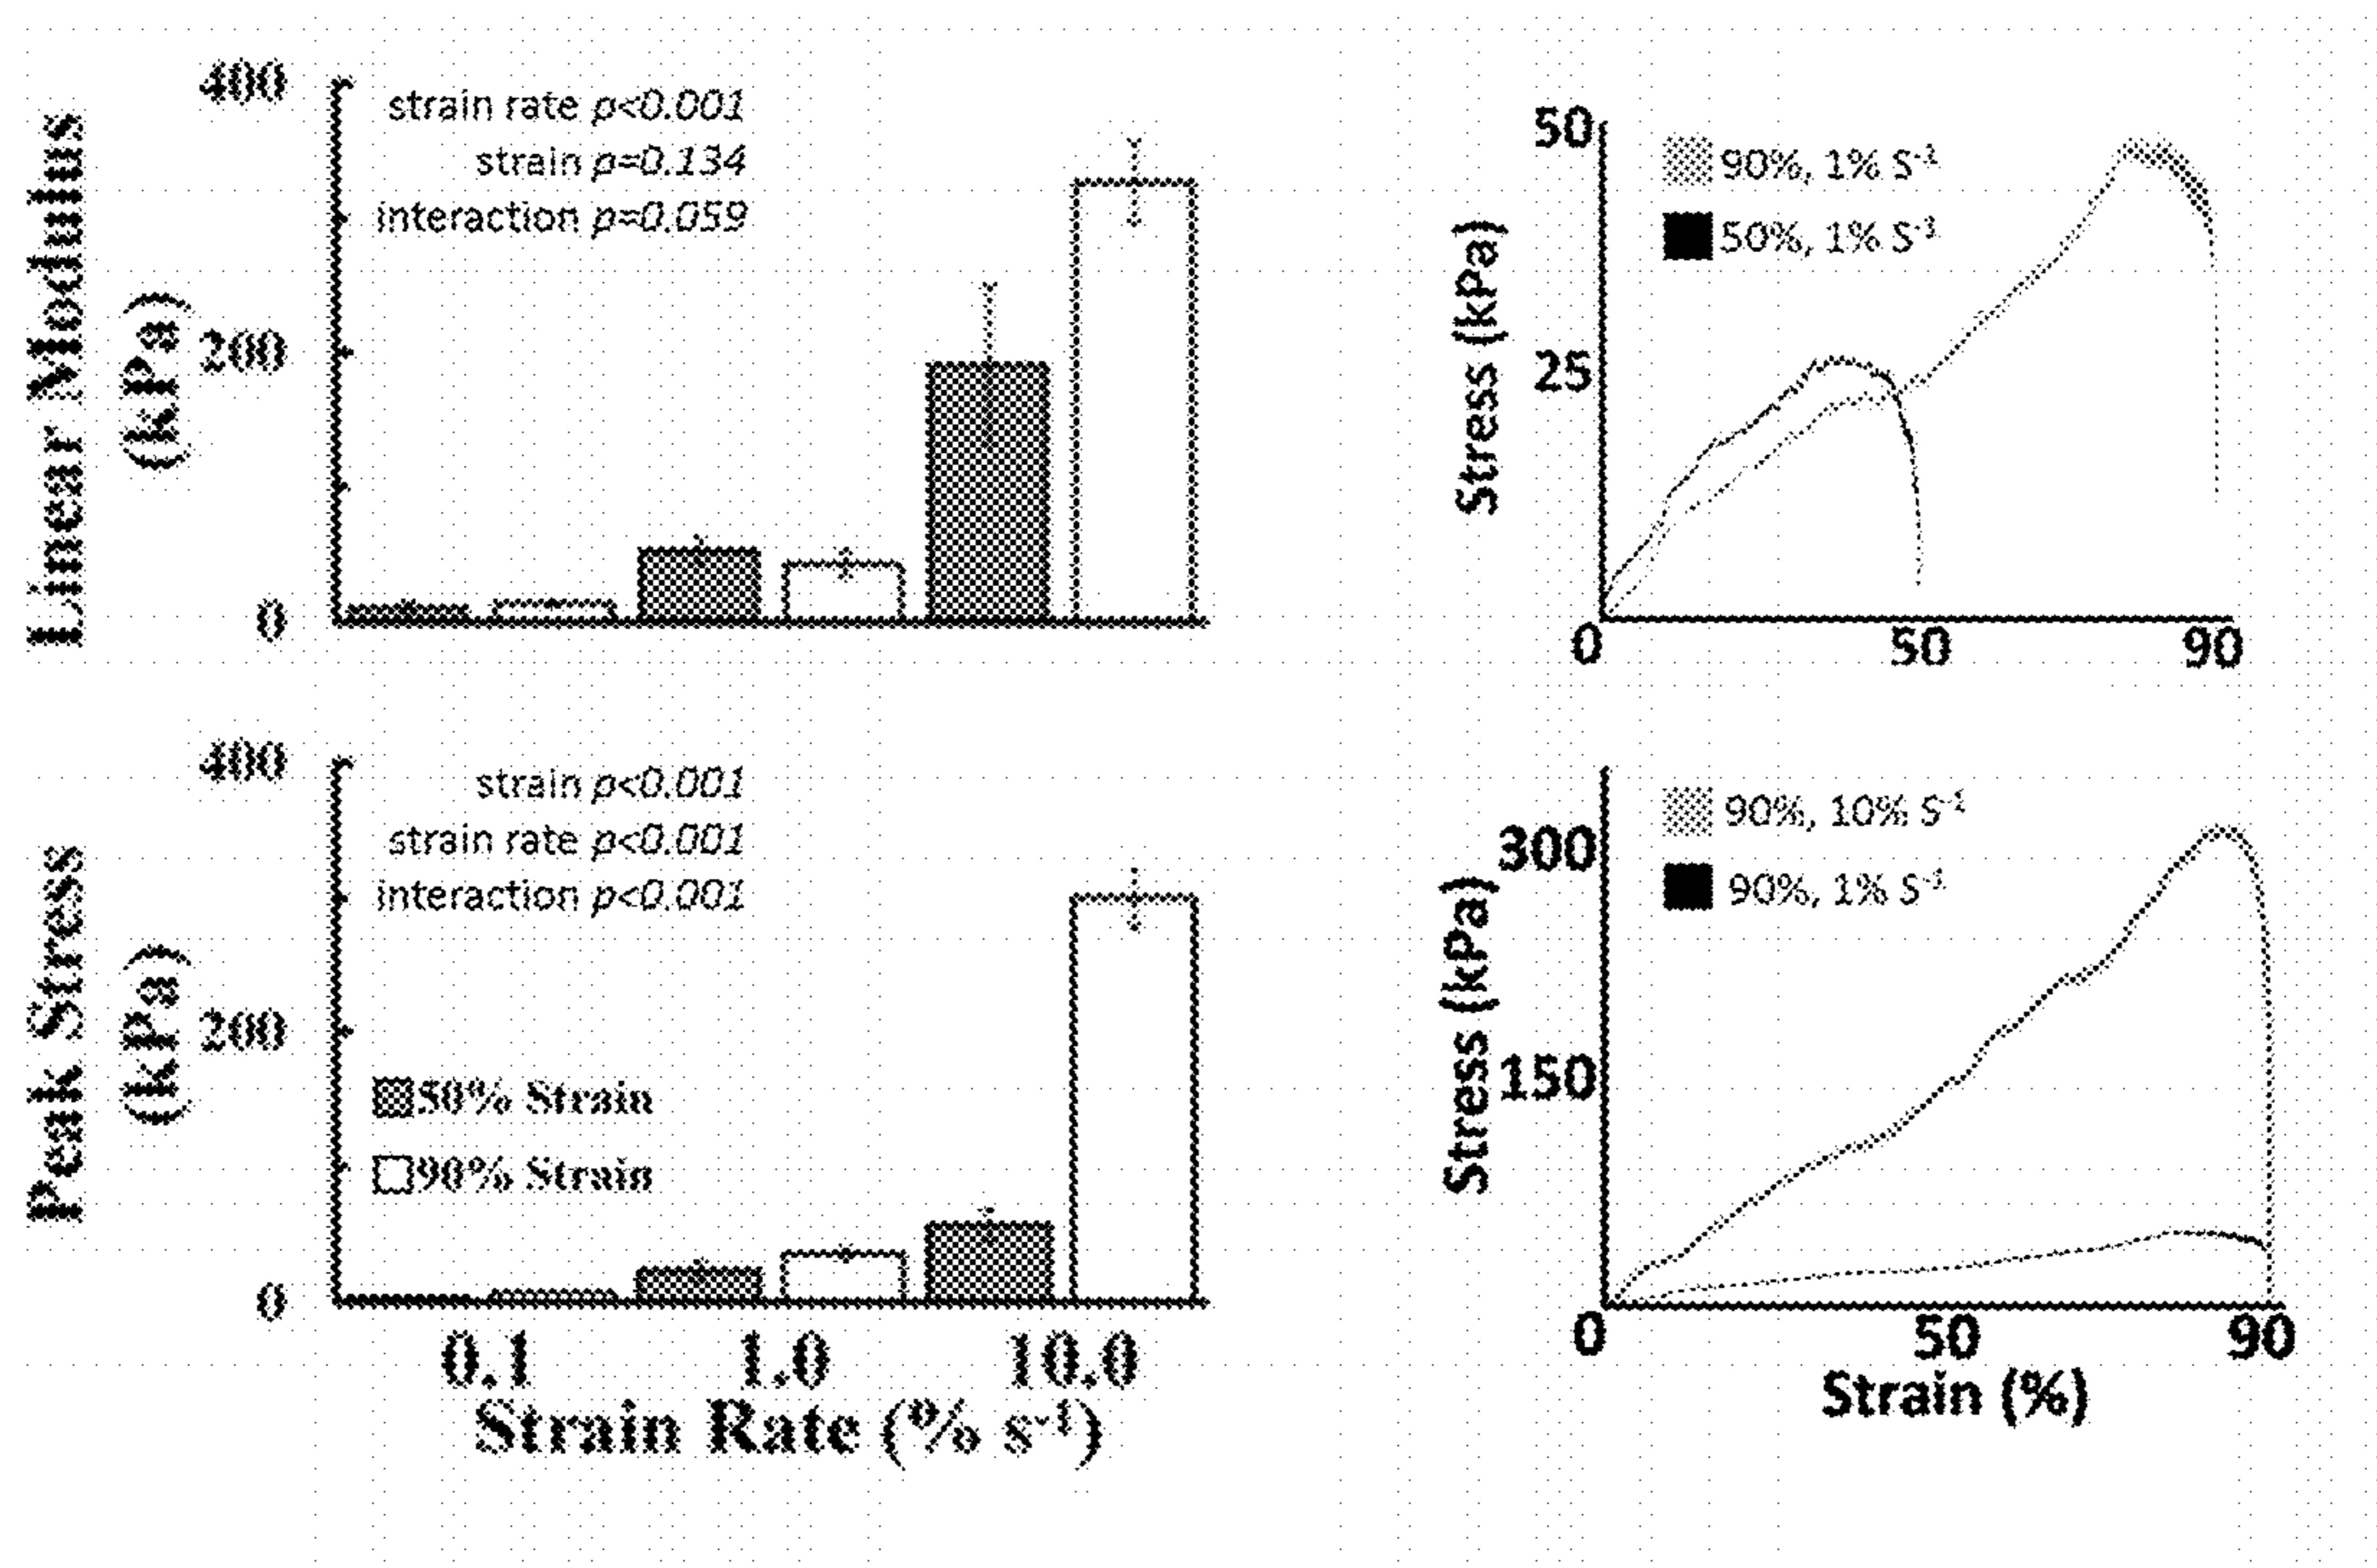 Linear Modulus
(kPa)
400
200
0
strain rate p<0.001
strain p=0.134
interaction p=0.059
Stress (kPa)
50
25
0
50
90
90%, 1% S⁻¹
50%, 1% S⁻¹
Peak Stress
(kPa)
400
200
0
strain p<0.001
strain rate p<0.001
interaction p<0.001
50% Strain
90% Strain
0.1
1.0
10.0
Strain Rate (% s⁻¹)
Stress (kPa)
300
150
0
50
90
90%, 10% S⁻¹
90%, 1% S⁻¹
Strain (%)